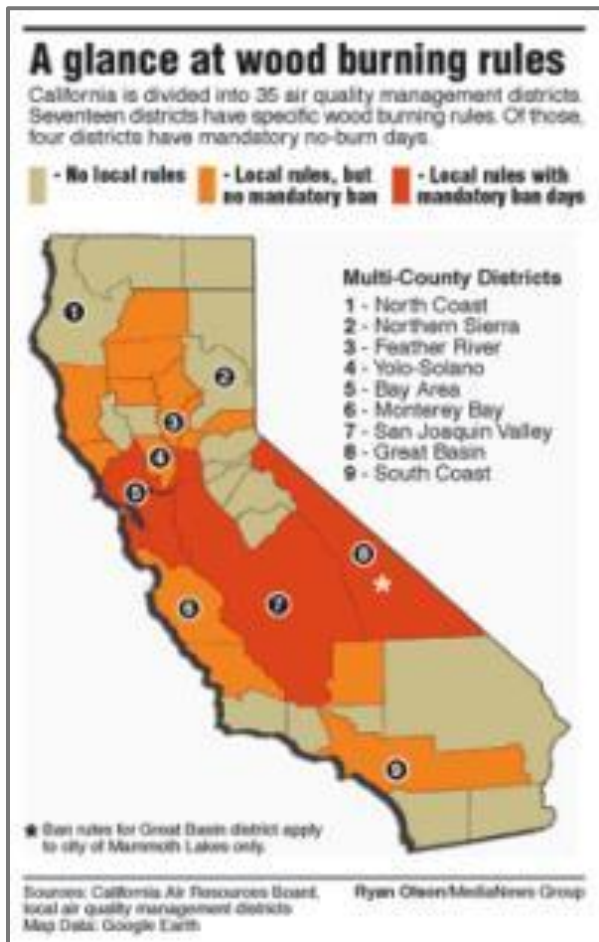 A glance at wood burning rules
California is divided into 35 air quality management districts.
Seventeen districts have specific wood burning rules. Of those,
four districts have mandatory no-burn days.
- No local rules
- Local rules, but
no mandatory ban
- Local rules with
mandatory ban days
Multi-County Districts
1 - North Coast
2 - Northern Sierra
3 - Feather River
4 - Yolo-Solano
5 - Bay Area
6 - Monterey Bay
7 - San Joaquin Valley
8 - Great Basin
9 - South Coast
1
2
3
4
5
8
6
7
9
★ Ban rules for Great Basin district apply
to city of Mammoth Lakes only.
Sources: California Air Resources Board,
local air quality management districts
Map Data: Google Earth
Ryan Olson/MediaNews Group